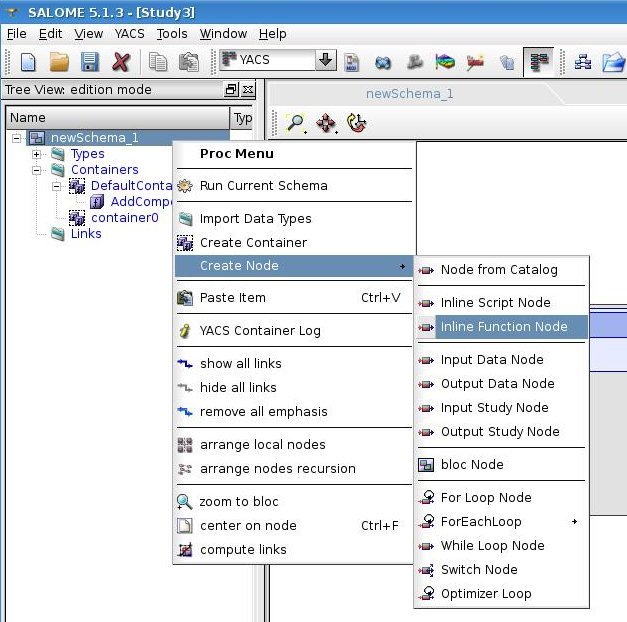 SALOME 5.1.3 - [Study3]
File Edit View YACS Tools Window Help
YACS
Tree View: edition mode
newSchema_1
Name Typ
newSchema_1
Types
Containers
DefaultConta
AddCompo
container0
Links
Proc Menu
Run Current Schema
Import Data Types
Create Container
Create Node
Paste Item Ctrl+V
YACS Container Log
show all links
hide all links
remove all emphasis
arrange local nodes
arrange nodes recursion
zoom to bloc
center on node Ctrl+F
compute links
Node from Catalog
Inline Script Node
Inline Function Node
Input Data Node
Output Data Node
Input Study Node
Output Study Node
bloc Node
For Loop Node
ForEachLoop
While Loop Node
Switch Node
Optimizer Loop